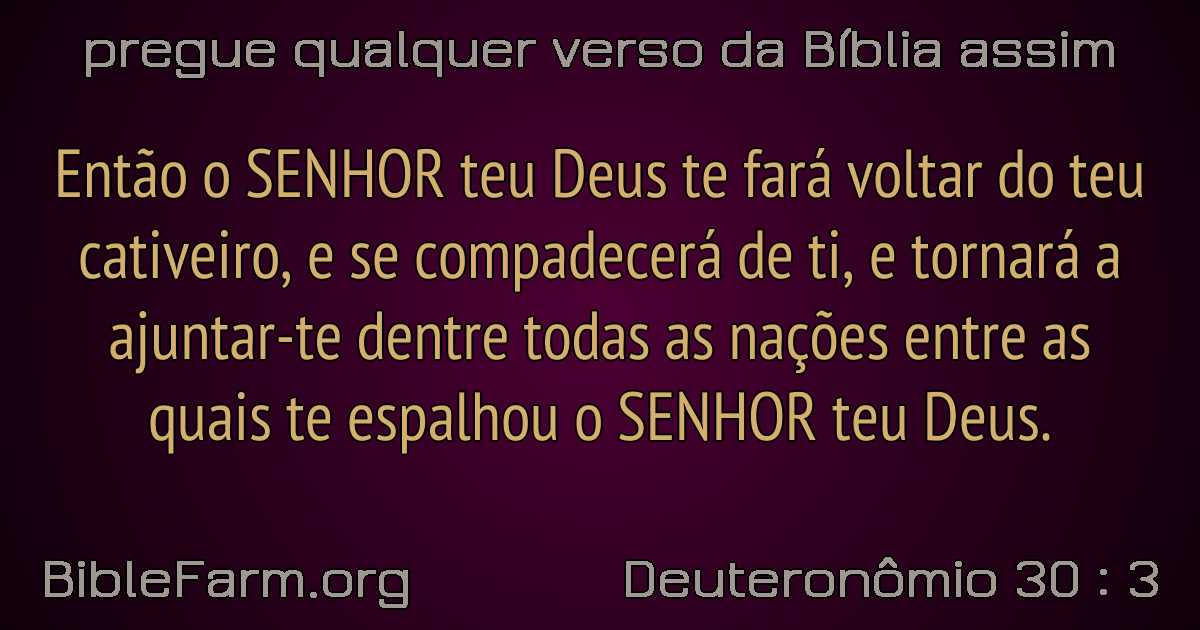 pregue qualquer verso da Bíblia assim
Então o SENHOR teu Deus te fará voltar do teu
cativeiro, e se compadecerá de ti, e tornará a
ajuntar-te dentre todas as nações entre as
quais te espalhou o SENHOR teu Deus.
BibleFarm.org
Deuteronômio 30 : 3